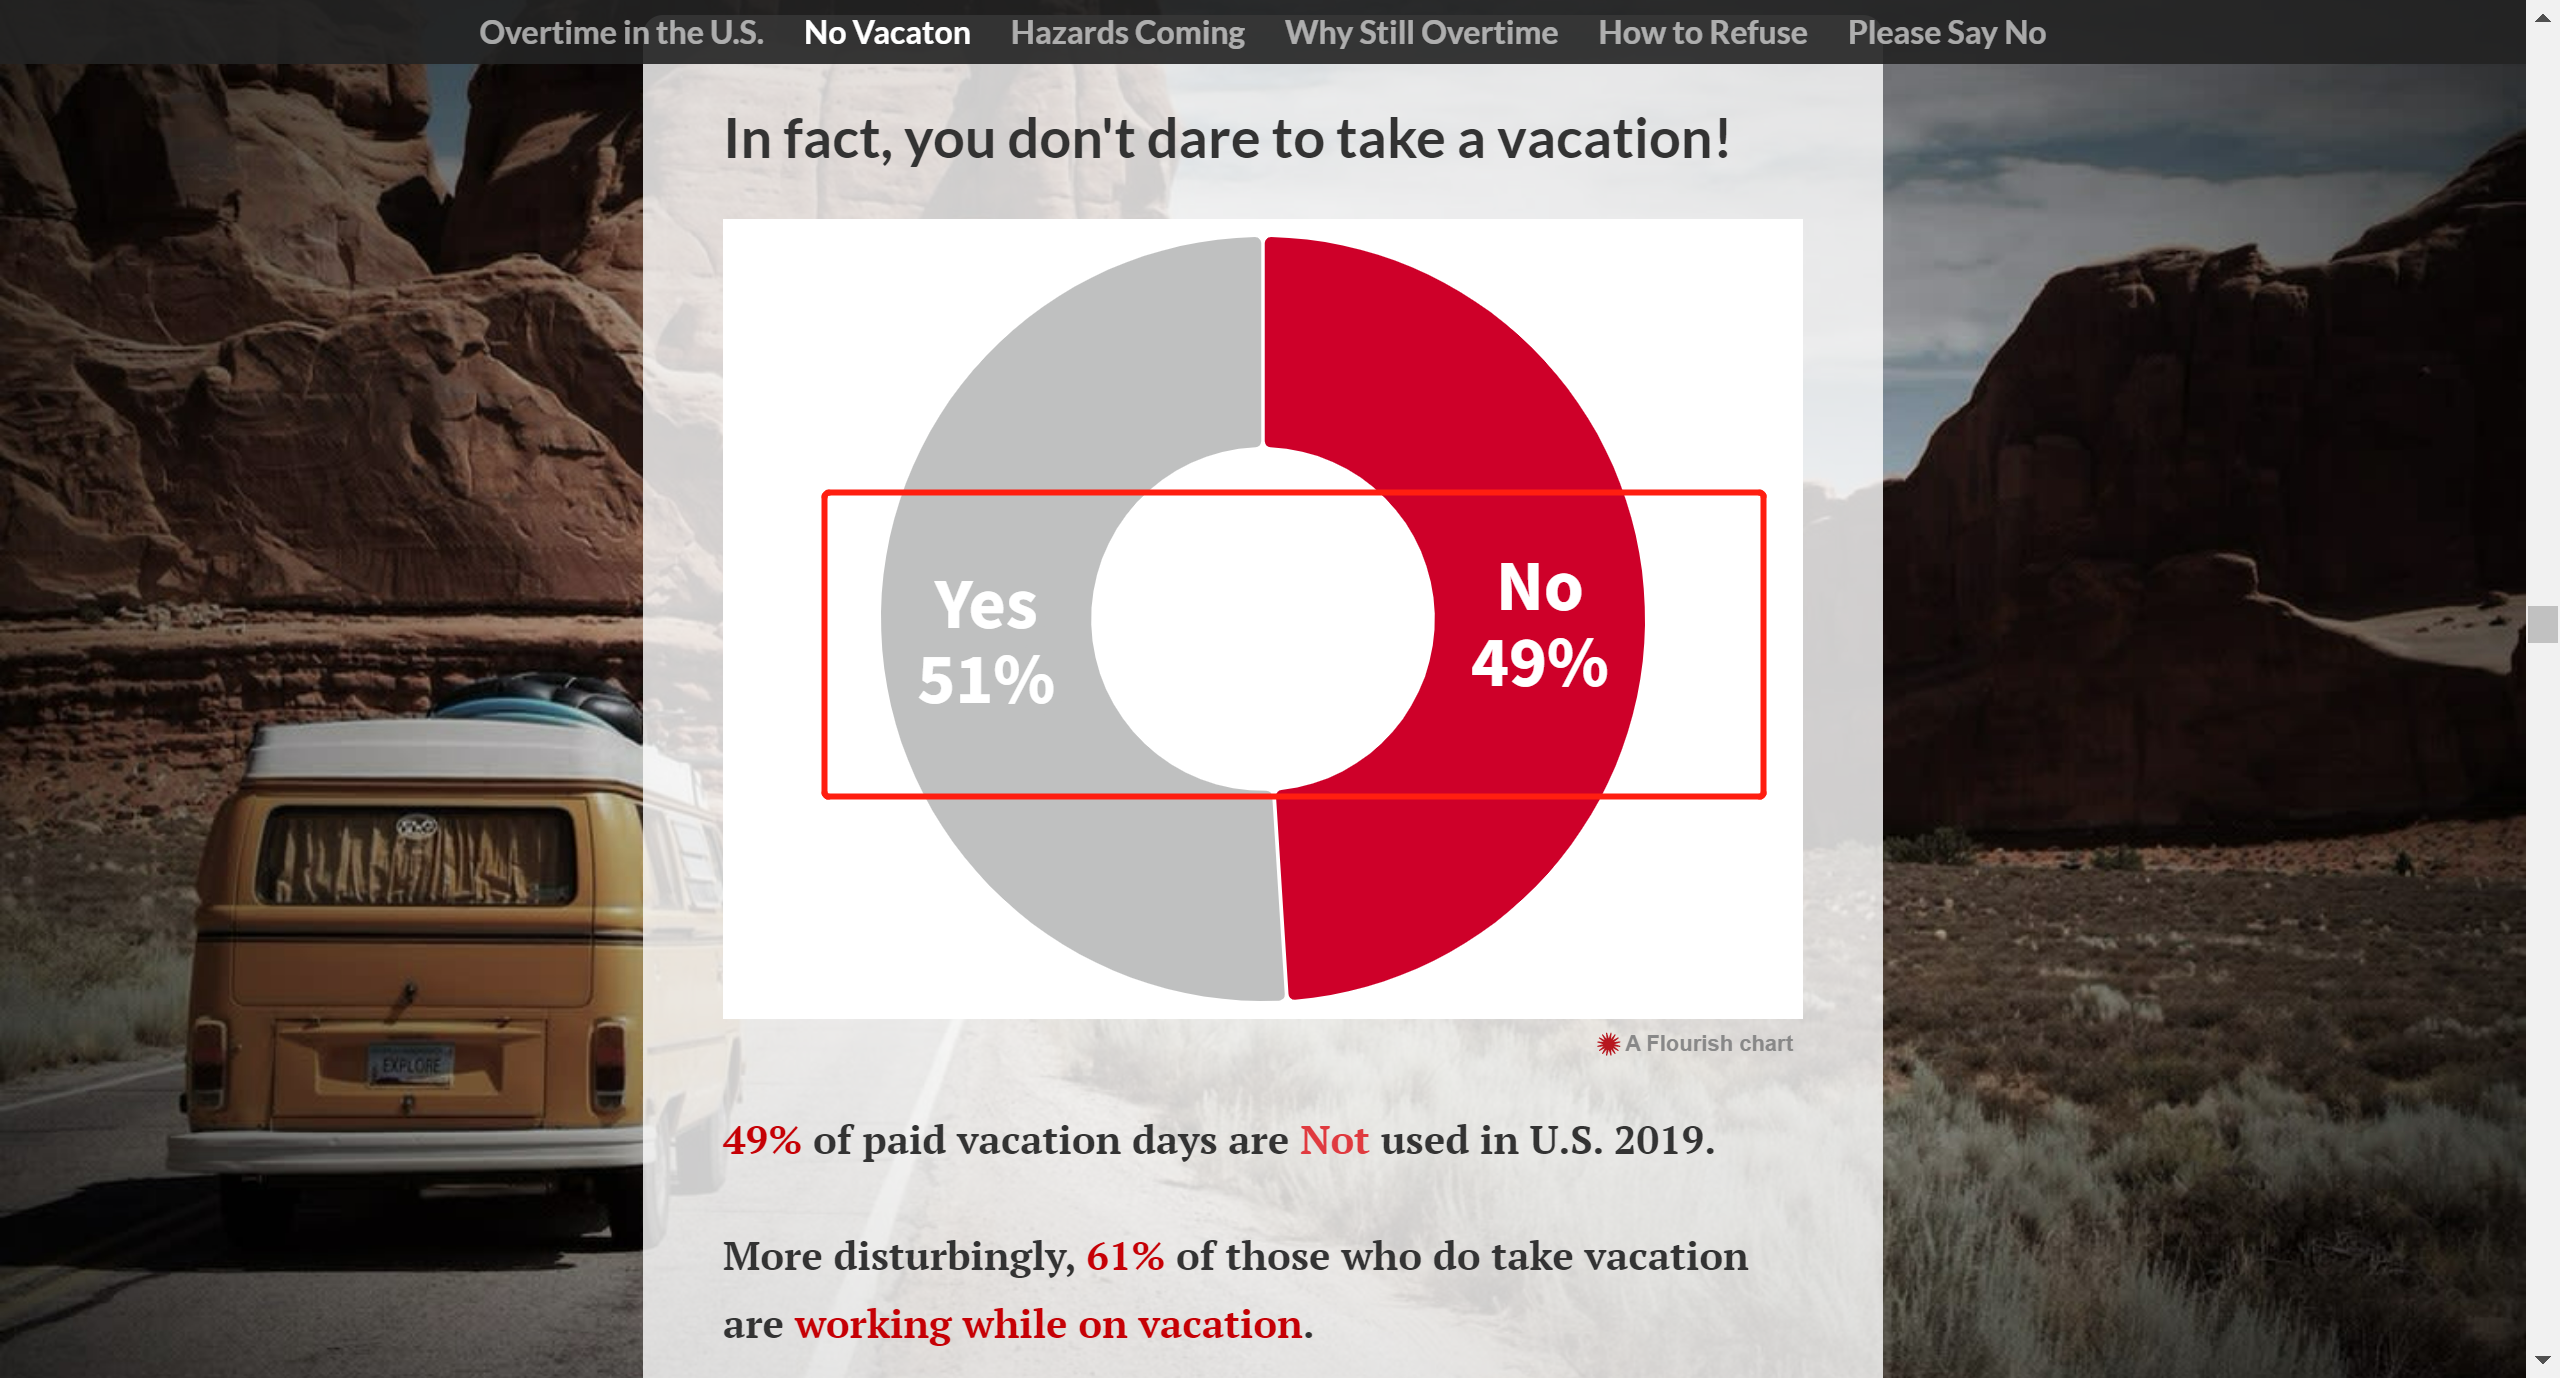 Overtime in the U.S. No Vacaton Hazards Coming Why Still Overtime How to Refuse Please Say No
In fact, you don't dare to take a vacation!
Yes
51%
No
49%
A Flourish chart
EXPLORE
49% of paid vacation days are Not used in U.S. 2019.
More disturbingly, 61% of those who do take vacation
are working while on vacation.